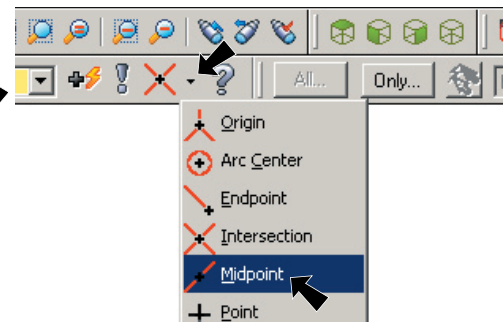 All... Only...
Origin
Arc Center
Endpoint
Intersection
Midpoint
Point